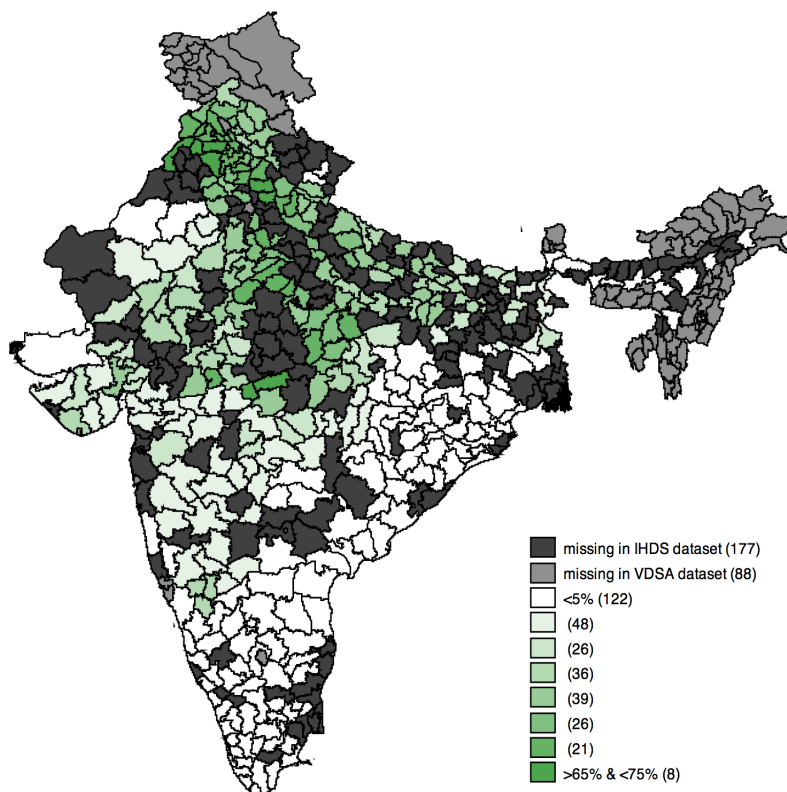 missing in IHDS dataset (177)
missing in VDSA dataset (88)
<5% (122)
(48)
(26)
(36)
(39)
(26)
(21)
>65% & <75% (8)